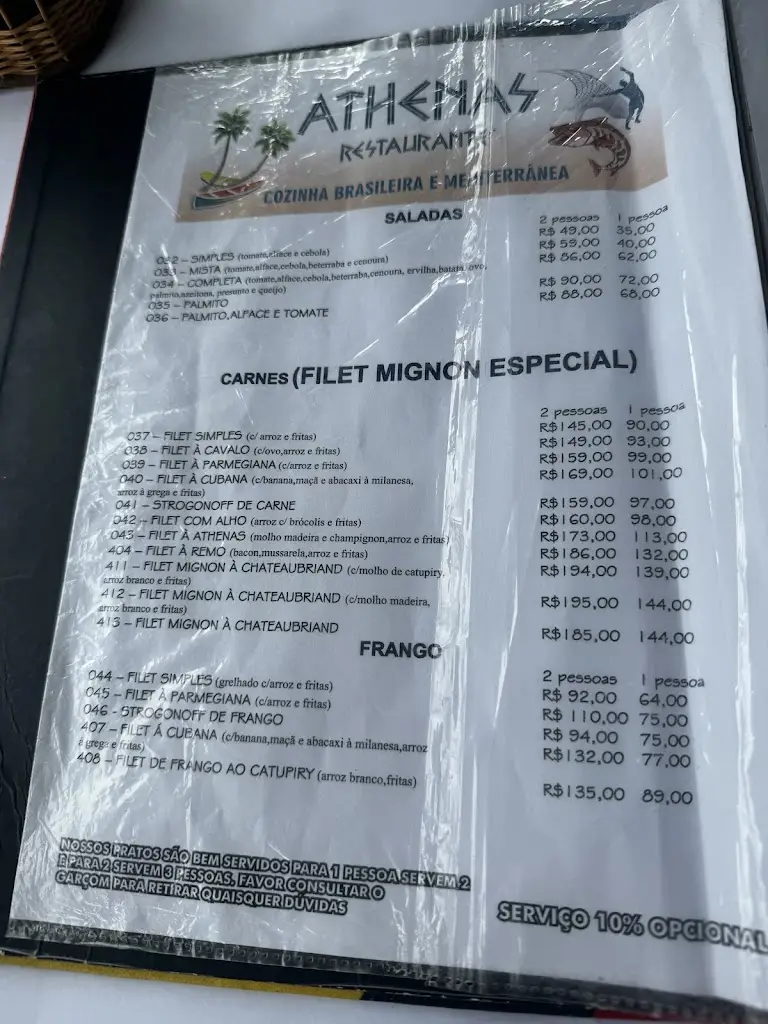 ATHENAS
RESTAURANTE
COZINHA BRASILEIRA E MEDITERRÂNEA
SALADAS
2 pessoas 1 pessoa
032 – SIMPLES (tomate,alface e cebola) R$ 49,00 35,00
033 – MISTA (tomate,alface,cebola,beterraba e cenoura) R$ 59,00 40,00
034 – COMPLETA (tomate,alface,cebola,beterraba,cenoura, ervilha,batata, ovo, R$ 86,00 62,00
palmito,azeitona, presunto e queijo)
035 – PALMITO R$ 90,00 72,00
036 – PALMITO,ALFACE E TOMATE R$ 88,00 68,00
CARNES (FILET MIGNON ESPECIAL)
2 pessoas 1 pessoa
037 – FILET SIMPLES (c/ arroz e fritas) R$145,00 90,00
038 – FILET À CAVALO (c/ovo,arroz e fritas) R$149,00 93,00
039 – FILET À PARMEGIANA (c/arroz e fritas) R$159,00 99,00
040 – FILET À CUBANA (c/banana,maçã e abacaxi à milanesa, R$169,00 101,00
arroz à grega e fritas)
041 – STROGONOFF DE CARNE R$159,00 97,00
042 – FILET COM ALHO (arroz c/ brócolis e fritas) R$160,00 98,00
043 – FILET À ATHENAS (molho madeira e champignon,arroz e fritas) R$173,00 113,00
404 – FILET À REMO (bacon,mussarela,arroz e fritas) R$186,00 132,00
411 – FILET MIGNON À CHATEAUBRIAND (c/molho de catupiry, R$194,00 139,00
arroz branco e fritas)
412 – FILET MIGNON À CHATEAUBRIAND (c/molho madeira, R$195,00 144,00
arroz branco e fritas)
413 – FILET MIGNON À CHATEAUBRIAND R$185,00 144,00
FRANGO
2 pessoas 1 pessoa
044 – FILET SIMPLES (grelhado c/arroz e fritas) R$ 92,00 64,00
045 – FILET À PARMEGIANA (c/arroz e fritas) R$ 110,00 75,00
046 - STROGONOFF DE FRANGO R$ 94,00 75,00
407 – FILET Á CUBANA (c/banana,maçã e abacaxi à milanesa,arroz R$132,00 77,00
à grega e fritas)
408 – FILET DE FRANGO AO CATUPIRY (arroz branco,fritas) R$135,00 89,00
NOSSOS PRATOS SÃO BEM SERVIDOS PARA 1 PESSOA SERVEM 2
E PARA 2 SERVEM 3 PESSOAS. FAVOR CONSULTAR O
GARÇOM PARA RETIRAR QUAISQUER DÚVIDAS
SERVIÇO 10% OPCIONAL